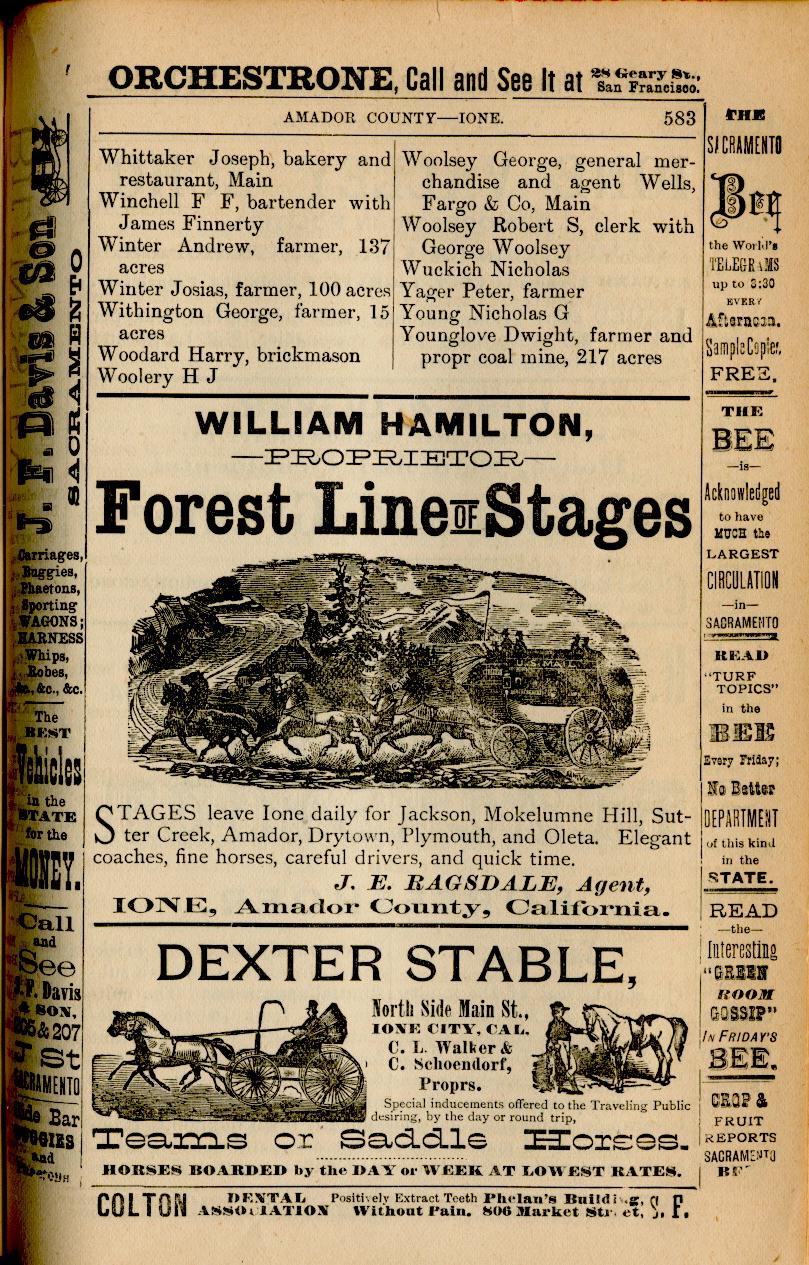 ORCHESTRONE, Call and See It at 28 Geary St., San Francisco.
AMADOR COUNTY—IONE. 583
Whittaker Joseph, bakery and
restaurant, Main
Winchell F F, bartender with
James Finnerty
Winter Andrew, farmer, 137
acres
Winter Josias, farmer, 100 acres
Withington George, farmer, 15
acres
Woodard Harry, brickmason
Woolery H J
Woolsey George, general mer-
chandise and agent Wells,
Fargo & Co, Main
Woolsey Robert S, clerk with
George Woolsey
Wuckich Nicholas
Yager Peter, farmer
Young Nicholas G
Younglove Dwight, farmer and
propr coal mine, 217 acres
WILLIAM HAMILTON,
—PROPRIETOR—
Forest Line OF Stages
STAGES leave Ione daily for Jackson, Mokelumne Hill, Sut-
ter Creek, Amador, Drytown, Plymouth, and Oleta. Elegant
coaches, fine horses, careful drivers, and quick time.
J. E. RAGSDALE, Agent,
IONE, Amador County, California.
DEXTER STABLE,
North Side Main St.,
IONE CITY, CAL.
C. L. Walker &
C. Schoendorf,
Proprs.
Special inducements offered to the Traveling Public
desiring, by the day or round trip,
Teams or Saddle Horses.
HORSES BOARDED by the DAY or WEEK AT LOWEST RATES.
COLTON DENTAL ASSOCIATION Positively Extract Teeth Without Pain. Phelan's Building, 806 Market Street, S. F.
J. F. Davis & Son
SACRAMENTO
Carriages,
Buggies,
Phaetons,
Sporting
WAGONS;
HARNESS
Whips,
Robes,
&c., &c.
The
BEST
Vehicles
in the
STATE
for the
MONEY.
Call
and
See
J. F. Davis
& SON,
205 & 207
J St
SACRAMENTO
Side Bar
BUGGIES
and
THE
SACRAMENTO
Bee
the World's
TELEGRAMS
up to 3:30
EVERY
Afternoon.
Sample Copies
FREE.
THE
BEE
—is—
Acknowledged
to have
MUCH the
LARGEST
CIRCULATION
—in—
SACRAMENTO
READ
"TURF
TOPICS"
in the
BEE
Every Friday;
No Better
DEPARTMENT
of this kind
in the
STATE.
READ
—the—
Interesting
"GREEN
ROOM
GOSSIP"
IN FRIDAY'S
BEE.
CROP &
FRUIT
REPORTS
SACRAMENTO